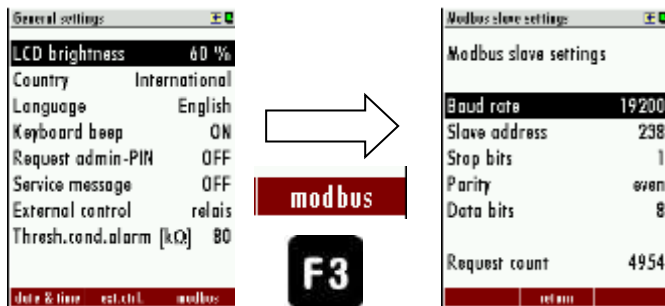 General settings
LCD brightness 60 %
Country International
Language English
Keyboard beep ON
Request admin-PIN OFF
Service message OFF
External control relais
Thresh.cond.alarm [kΩ] 80
date & time ext.ctrl. modbus
modbus
F3
Modbus slave settings
Modbus slave settings
Baud rate 19200
Slave address 238
Stop bits 1
Parity even
Data bits 8
Request count 4954
return